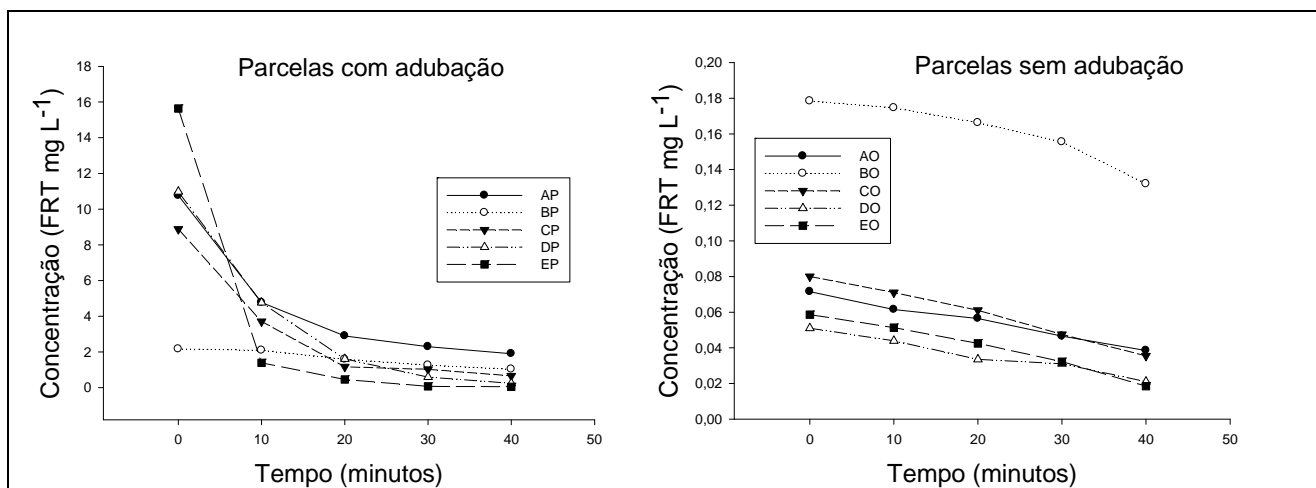 Parcelas com adubação
Concentração (FRT mg L-1)
18
16
14
12
10
8
6
4
2
0
AP
BP
CP
DP
EP
0 10 20 30 40 50
Tempo (minutos)
Parcelas sem adubação
Concentração (FRT mg L-1)
0,20
0,18
0,16
0,14
0,12
0,10
0,08
0,06
0,04
0,02
0,00
AO
BO
CO
DO
EO
0 10 20 30 40 50
Tempo (minutos)